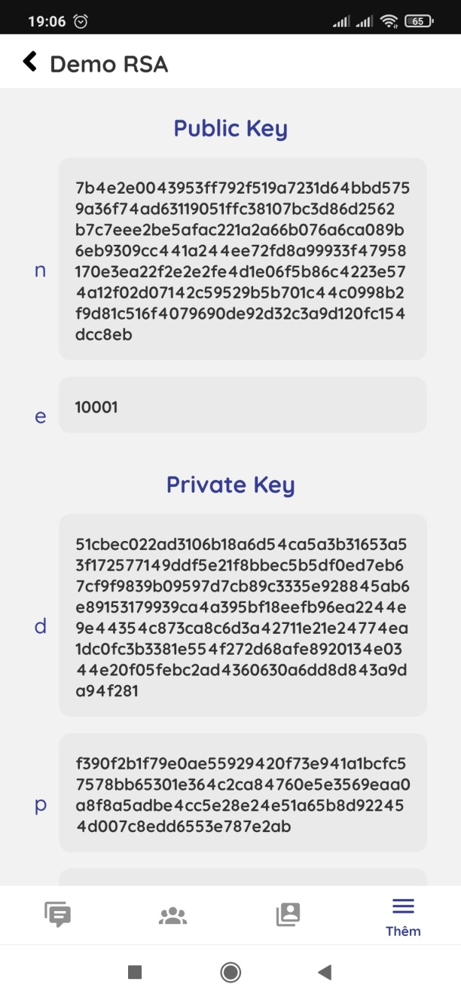 19:06
65
Demo RSA
Public Key
7b4e2e0043953ff792f519a7231d64bbd575
9a36f74ad63119051ffc38107bc3d86d2562
b7c7eee2be5afac221a2a66b076a6ca089b
6eb9309cc441a244ee72fd8a99933f47958
n
170e3ea22f2e2e2fe4d1e06f5b86c4223e57
4a12f02d07142c59529b5b701c44c0998b2
f9d81c516f4079690de92d32c3a9d120fc154
dcc8eb
e
10001
Private Key
51cbec022ad3106b18a6d54ca5a3b31653a5
3f172577149ddf5e21f8bbec5b5df0ed7eb6
7cf9f9839b09597d7cb89c3335e928845ab6
e89153179939ca4a395bf18eefb96ea2244e
d
9e44354c873ca8c6d3a42711e21e24774ea
1dc0fc3b3381e554f272d68afe8920134e03
44e20f05febc2ad4360630a6dd8d843a9d
a94f281
f390f2b1f79e0ae55929420f73e941a1bcfc5
7578bb65301e364c2ca84760e5e3569eaa0
p
a8f8a5adbe4cc5e28e24e51a65b8d922454
4d007c8edd6553e787e2ab
Thêm